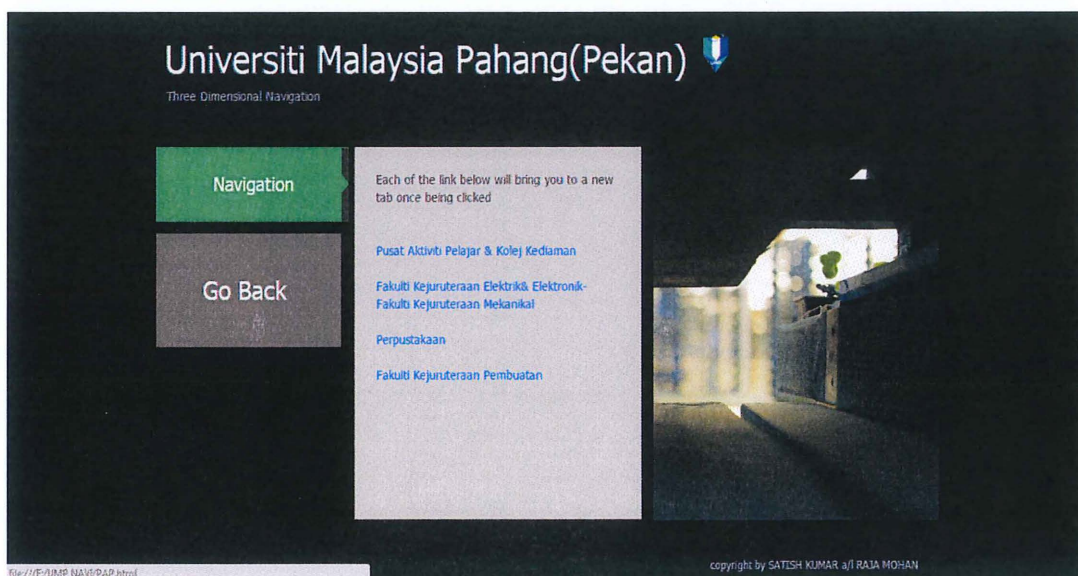 Universiti Malaysia Pahang(Pekan)
Three Dimensional Navigation
Navigation
Go Back
Each of the link below will bring you to a new
tab once being clicked
Pusat Aktiviti Pelajar & Kolej Kediaman
Fakulti Kejuruteraan Elektrik& Elektronik-
Fakulti Kejuruteraan Mekanikal
Perpustakaan
Fakulti Kejuruteraan Pembuatan
copyright by SATISH KUMAR a/l RAJA MOHAN
file:///E:/UMP NAVI/PAP.html